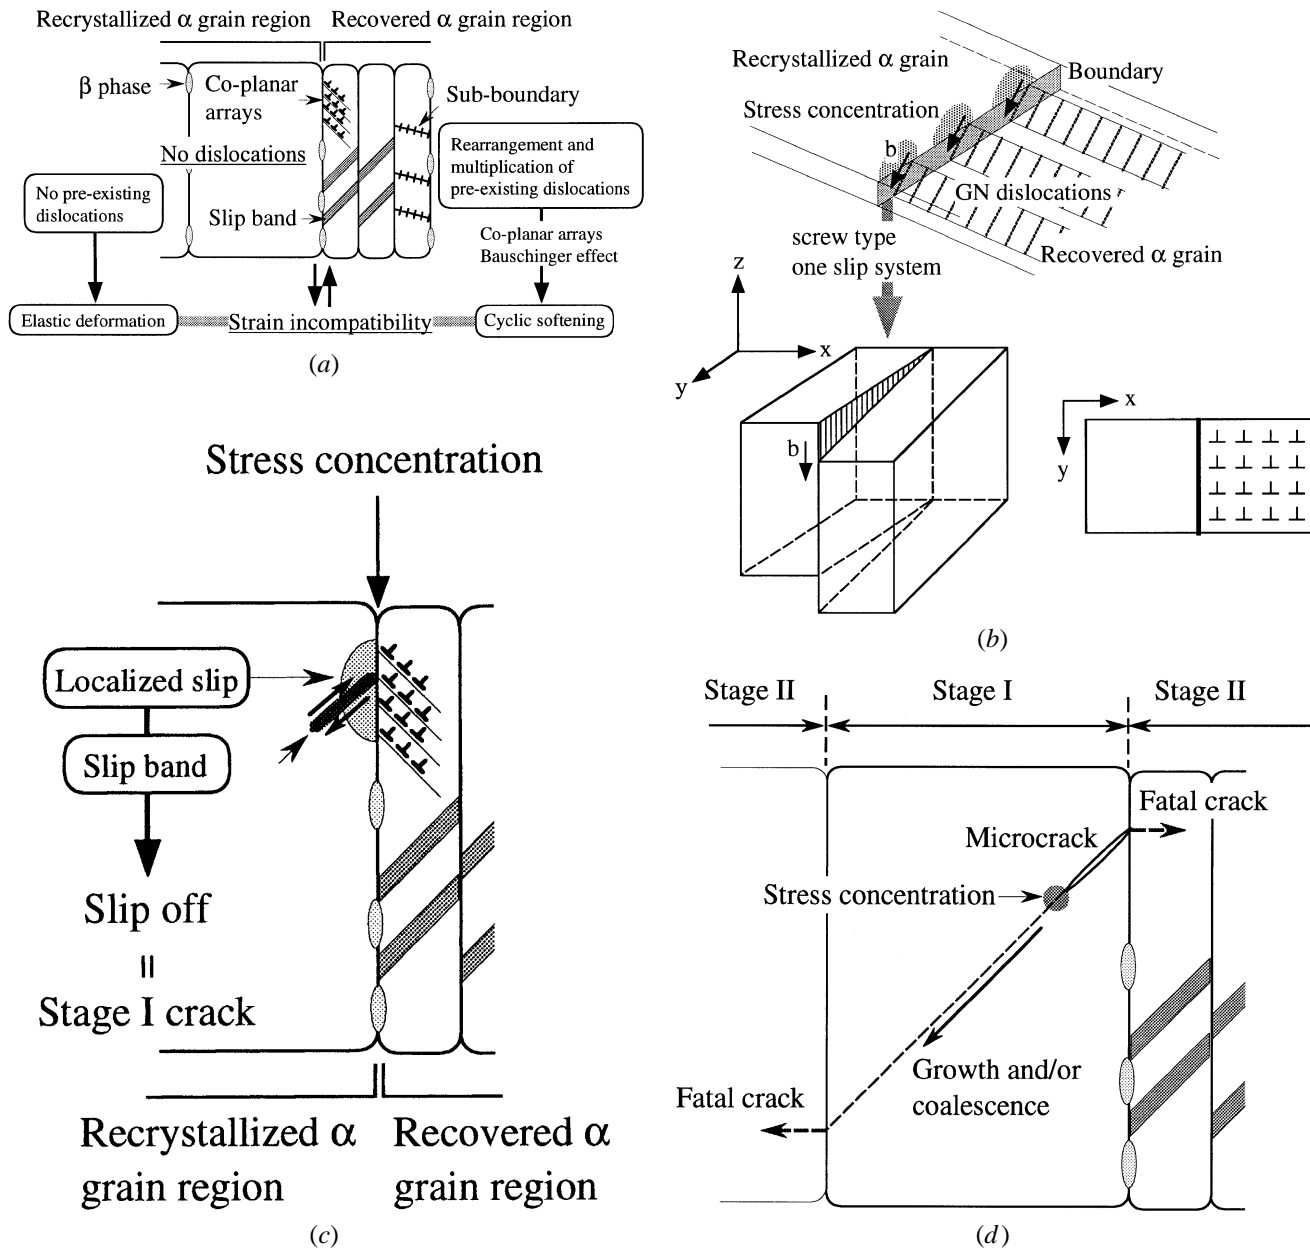 Recrystallized α grain region
Recovered α grain region
β phase
Co-planar
arrays
Sub-boundary
No dislocations
Rearrangement and
multiplication of
pre-existing dislocations
No pre-existing
dislocations
Slip band
Co-planar arrays
Bauschinger effect
Elastic deformation
Strain incompatibility
Cyclic softening
(a)
Recrystallized α grain
Boundary
Stress concentration
b
GN dislocations
Recovered α grain
screw type
one slip system
z
x
y
b
x
y
(b)
Stress concentration
Localized slip
Slip band
Slip off
=
Stage I crack
Recrystallized α
grain region
Recovered α
grain region
(c)
Stage II
Stage I
Stage II
Fatal crack
Microcrack
Stress concentration
Growth and/or
coalescence
Fatal crack
(d)